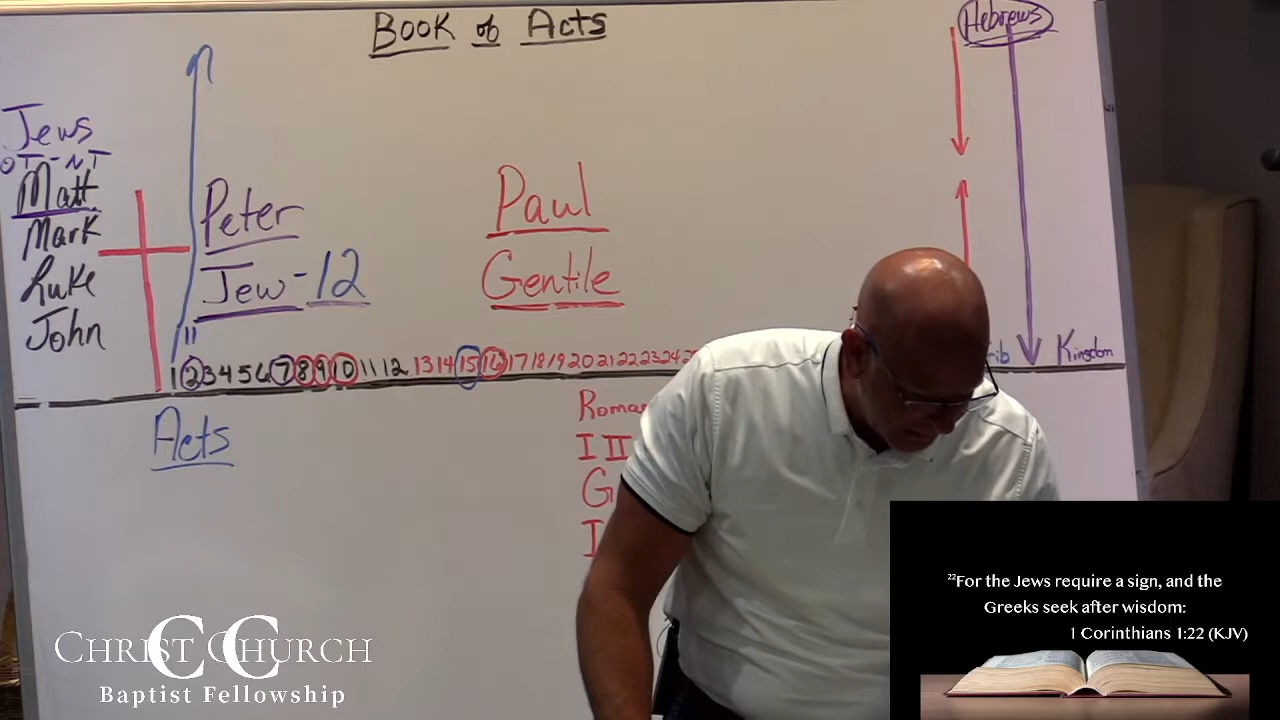 Book of Acts
Hebrews
Jews
OT-NT
Matt
Mark
Luke
John
Peter
Jew-12
Paul
Gentile
1 2 3 4 5 6 7 8 9 10 11 12 13 14 15 16 17 18 19 20 21 22 23 24
Kingdom
Acts
I II
G
I
CHRIST CHURCH
CC
Baptist Fellowship
22For the Jews require a sign, and the
Greeks seek after wisdom:
1 Corinthians 1:22 (KJV)